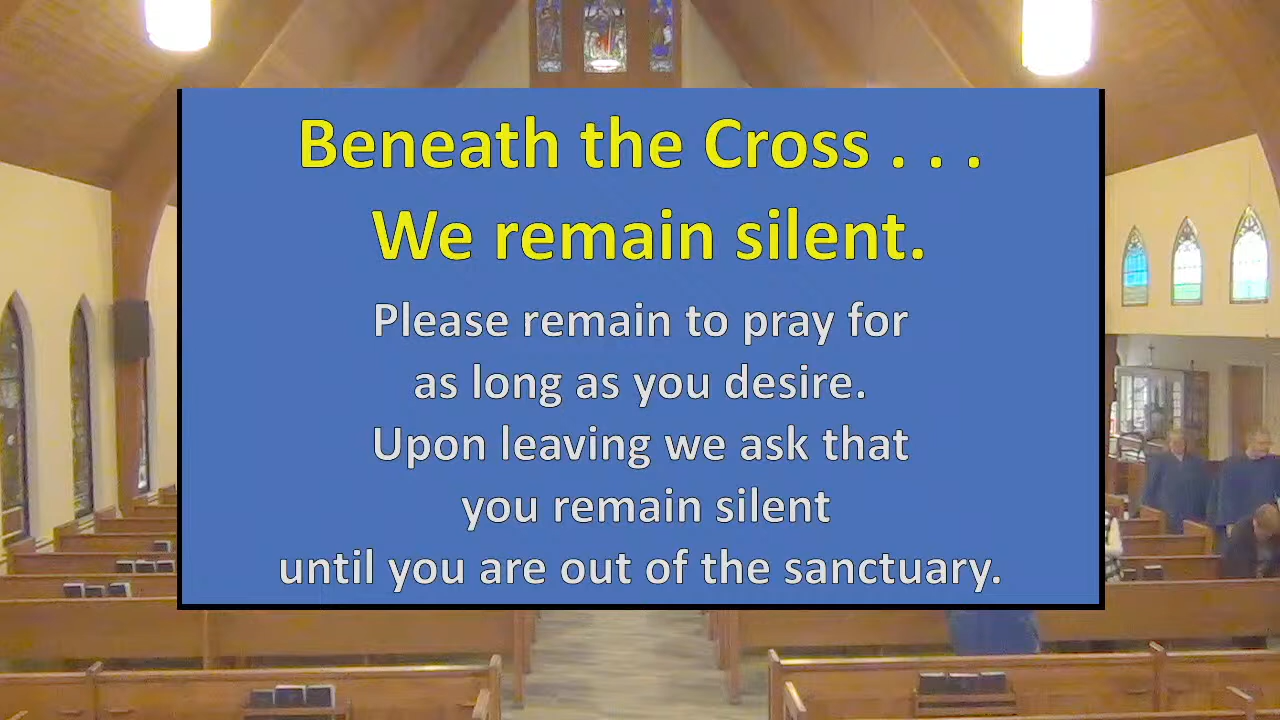 Beneath the Cross . . .
We remain silent.
Please remain to pray for
as long as you desire.
Upon leaving we ask that
you remain silent
until you are out of the sanctuary.